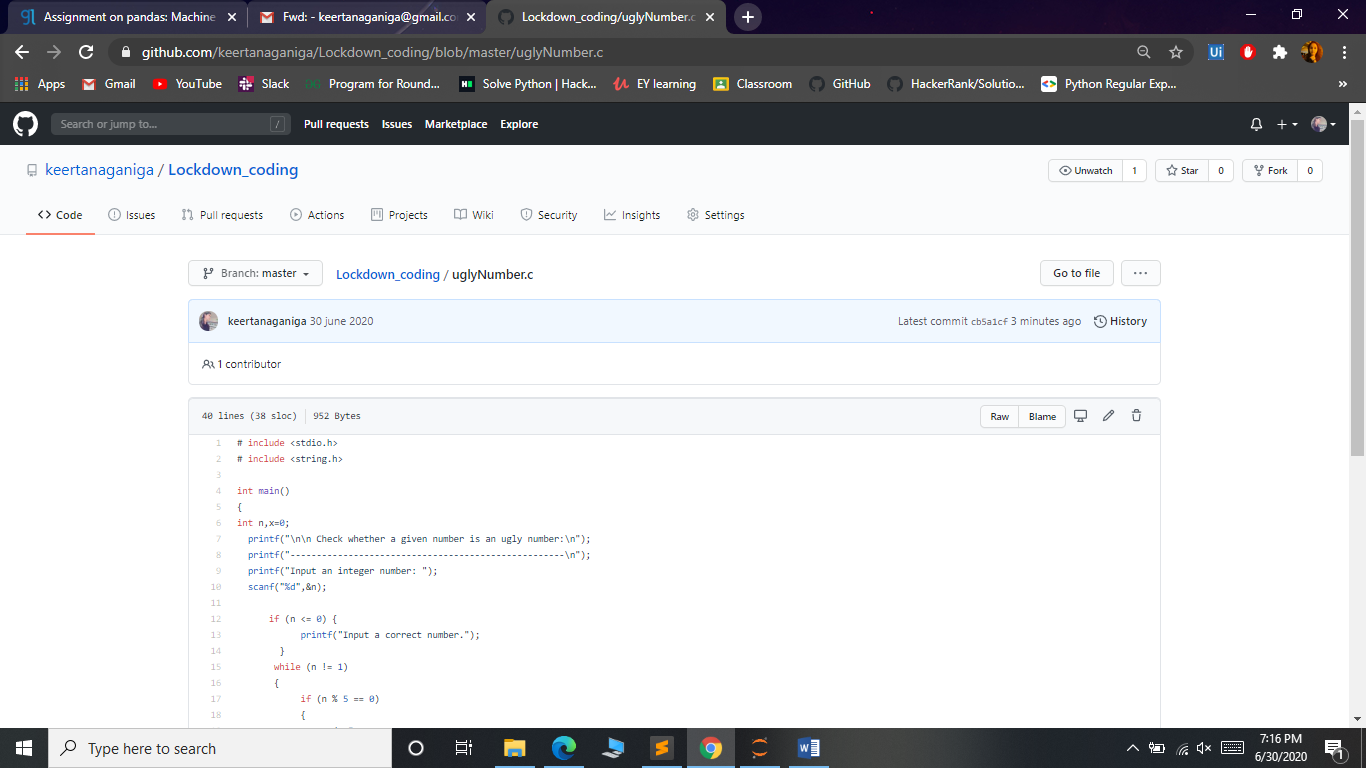 Assignment on pandas: Machine
Fwd: - keertanaganiga@gmail.co
Lockdown_coding/uglyNumber.c
github.com/keertanaganiga/Lockdown_coding/blob/master/uglyNumber.c
Apps Gmail YouTube Slack Program for Round... Solve Python | Hack... EY learning Classroom GitHub HackerRank/Solutio... Python Regular Exp... »
Search or jump to... / Pull requests Issues Marketplace Explore
keertanaganiga / Lockdown_coding Unwatch 1 Star 0 Fork 0
<> Code Issues Pull requests Actions Projects Wiki Security Insights Settings
Branch: master Lockdown_coding / uglyNumber.c Go to file ...
keertanaganiga 30 june 2020 Latest commit cb5a1cf 3 minutes ago History
1 contributor
40 lines (38 sloc) 952 Bytes Raw Blame
1 # include <stdio.h>
2 # include <string.h>
3
4 int main()
5 {
6 int n,x=0;
7 printf("\n\n Check whether a given number is an ugly number:\n");
8 printf("----------------------------------------------------\n");
9 printf("Input an integer number: ");
10 scanf("%d",&n);
11
12 if (n <= 0) {
13 printf("Input a correct number.");
14 }
15 while (n != 1)
16 {
17 if (n % 5 == 0)
18 {
Type here to search
7:16 PM
6/30/2020
1